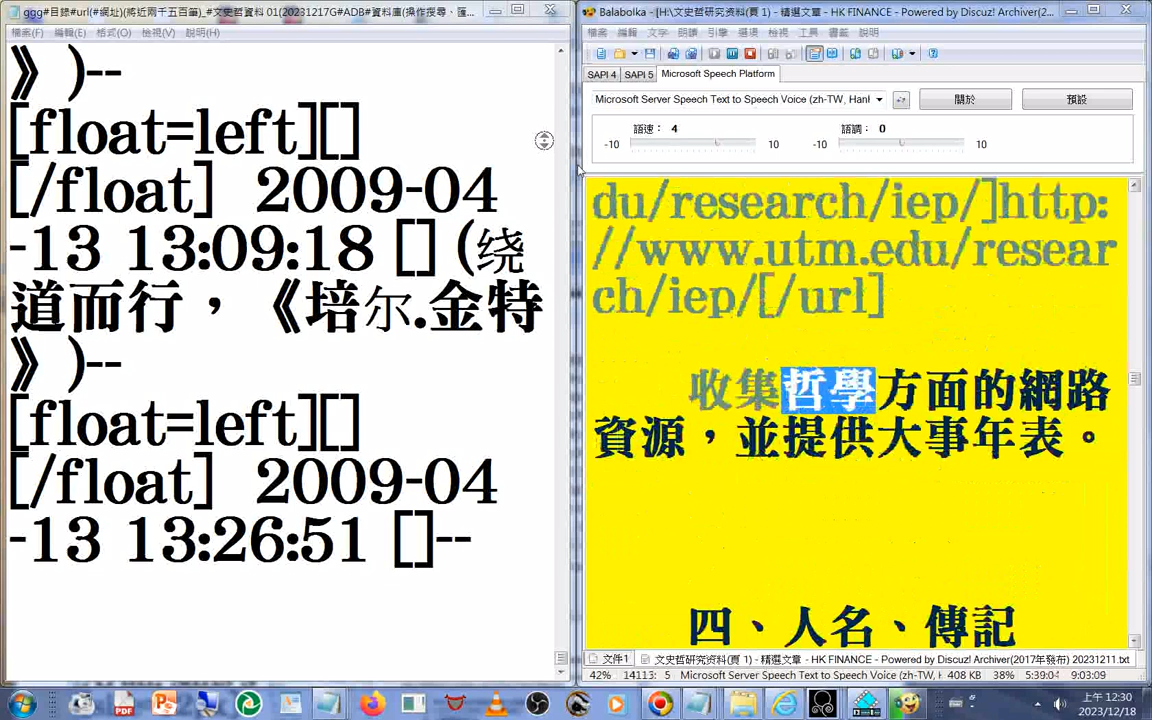 ggg#目錄#url(#網址)(將近兩千五百筆)_#文史哲資料 01(20231217G#ADB#資料庫(操作搜尋、匯...
檔案(F) 編輯(E) 格式(O) 檢視(V) 說明(H)
》)--
[float=left][]
[/float] 2009-04
-13 13:09:18 [] (绕
道而行，《培尔.金特
》)--
[float=left][]
[/float] 2009-04
-13 13:26:51 []--
Balabolka - [H:\文史哲研究资料(頁 1) - 精選文章 - HK FINANCE - Powered by Discuz! Archiver(2...
檔案 編輯 文字 朗讀 引擎 選項 檢視 工具 書籤 說明
SAPI 4 SAPI 5 Microsoft Speech Platform
Microsoft Server Speech Text to Speech Voice (zh-TW, Hanl
關於 預設
語速： 4 語調： 0
-10 10 -10 10
du/research/iep/]http:
//www.utm.edu/resear
ch/iep/[/url]
收集哲學方面的網路
資源，並提供大事年表。
四、人名、傳記
文件1 文史哲研究资料(頁 1) - 精選文章 - HK FINANCE - Powered by Discuz! Archiver(2017年發布) 20231211.txt
42% 14113: 5 Microsoft Server Speech Text to Speech Voice (zh-TW, H 408 KB 38% 5:39:04 9:03:09
上午 12:30
2023/12/18